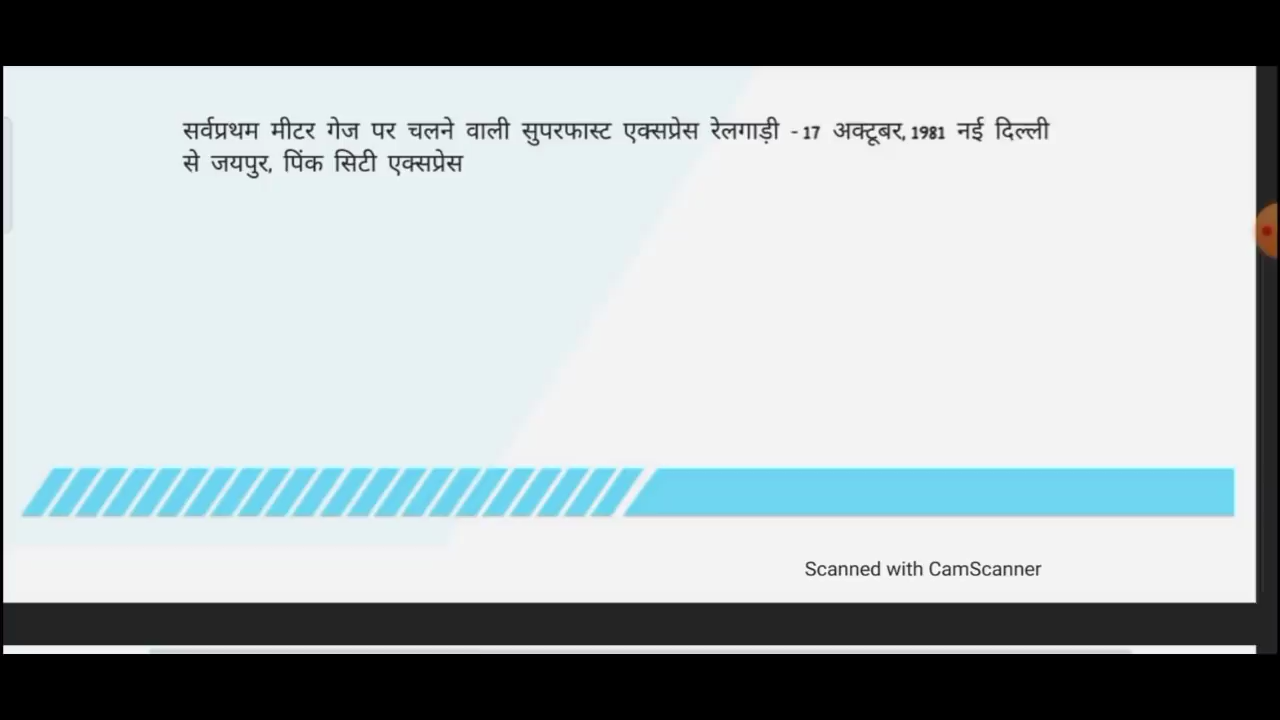 सर्वप्रथम मीटर गेज पर चलने वाली सुपरफास्ट एक्सप्रेस रेलगाड़ी - 17 अक्टूबर, 1981 नई दिल्ली
से जयपुर, पिंक सिटी एक्सप्रेस
Scanned with CamScanner